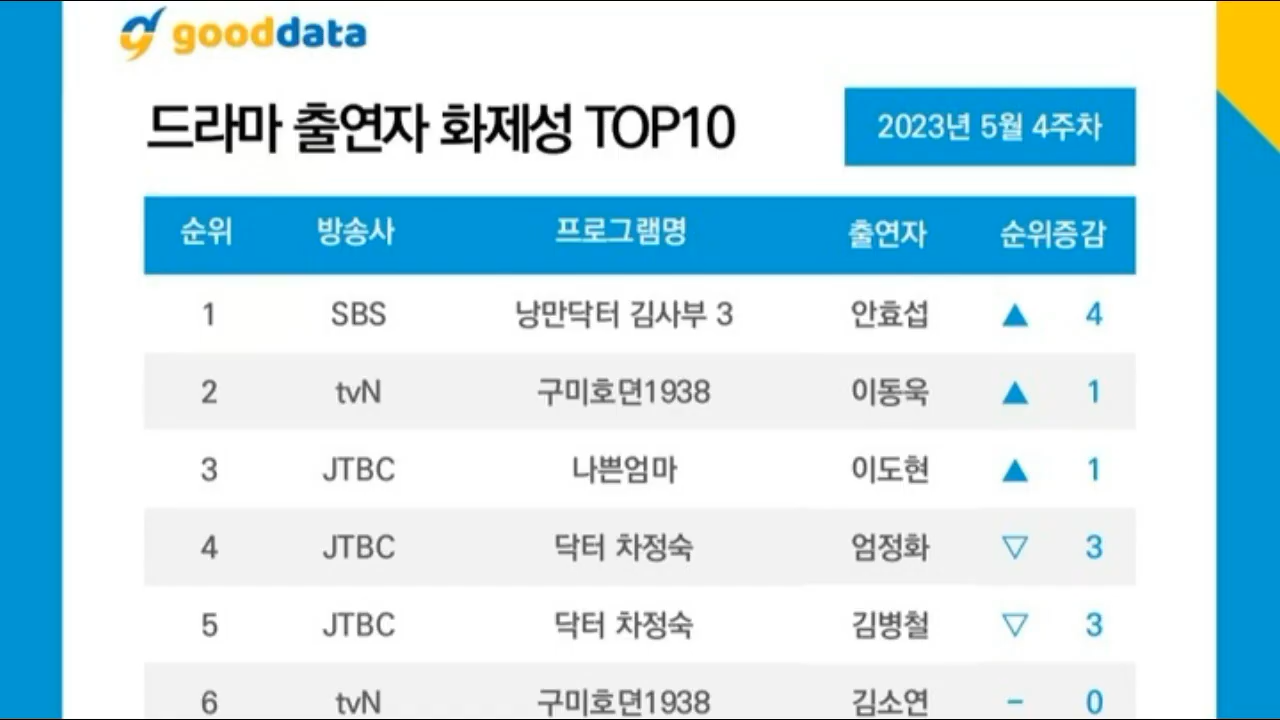 gooddata
드라마 출연자 화제성 TOP10
2023년 5월 4주차
순위 방송사 프로그램명 출연자 순위증감
1 SBS 낭만닥터 김사부 3 안효섭 ▲ 4
2 tvN 구미호뎐1938 이동욱 ▲ 1
3 JTBC 나쁜엄마 이도현 ▲ 1
4 JTBC 닥터 차정숙 엄정화 ▽ 3
5 JTBC 닥터 차정숙 김병철 ▽ 3
6 tvN 구미호뎐1938 김소연 - 0